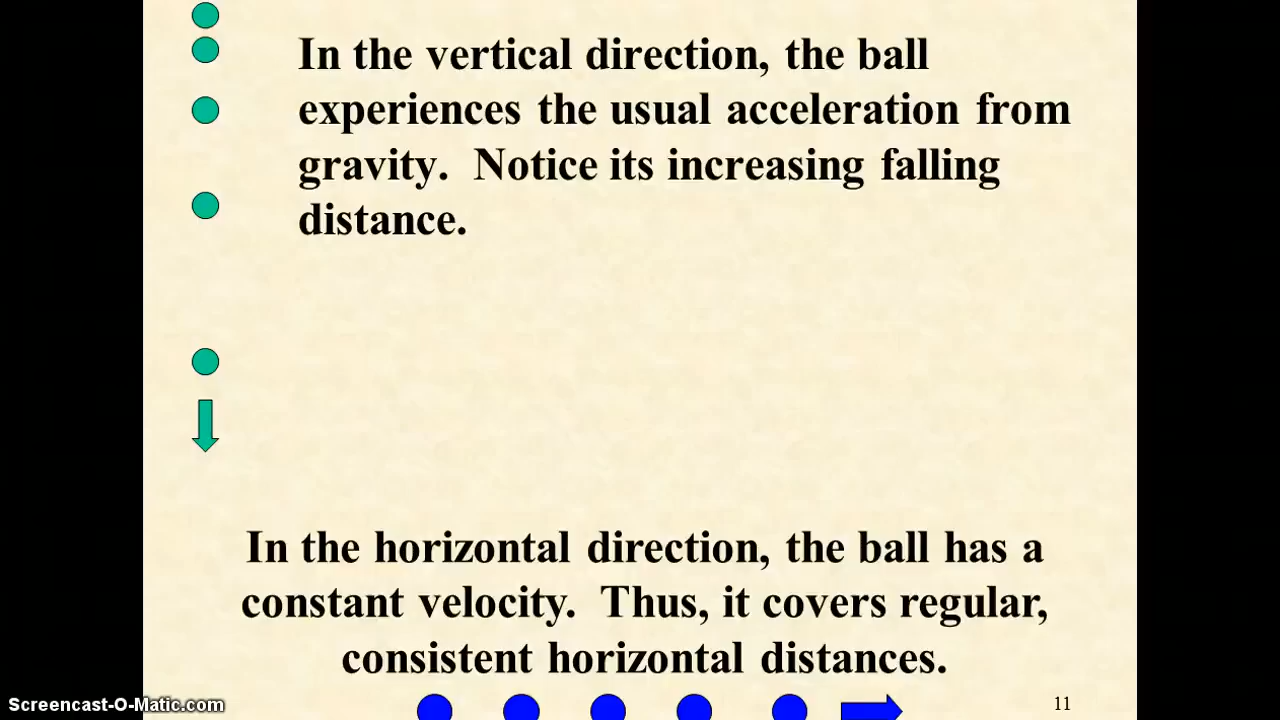 In the vertical direction, the ball
experiences the usual acceleration from
gravity.  Notice its increasing falling
distance.
In the horizontal direction, the ball has a
constant velocity.  Thus, it covers regular,
consistent horizontal distances.
11
Screencast-O-Matic.com